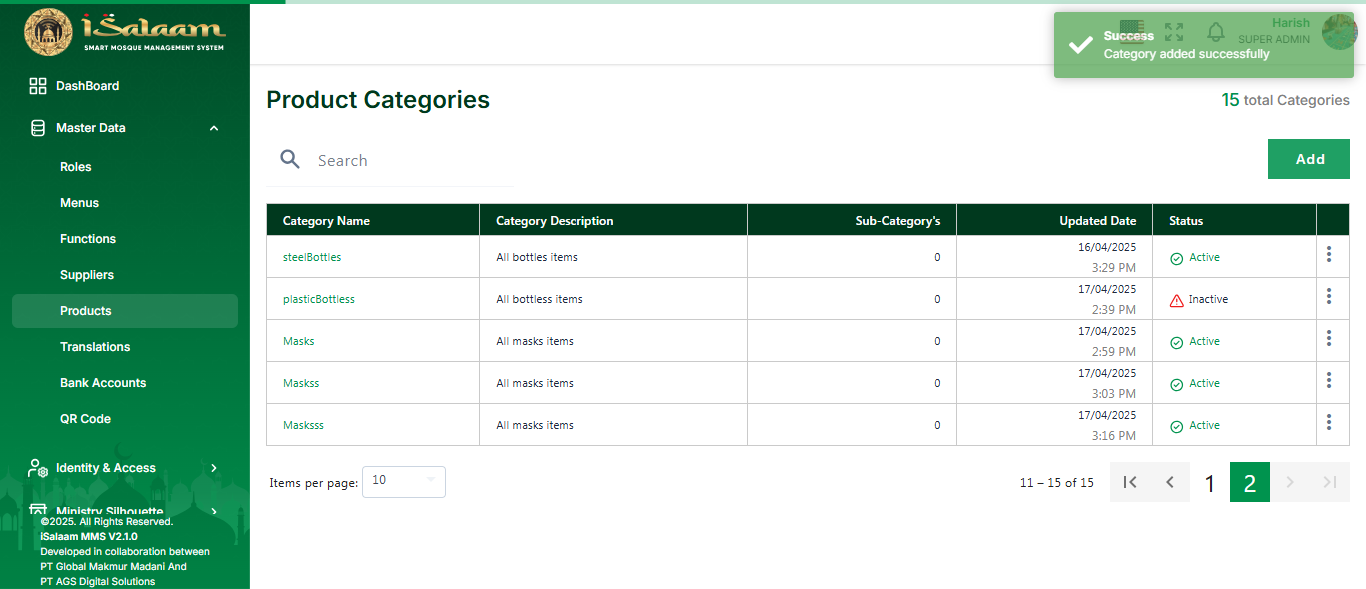 iSalaam
SMART MOSQUE MANAGEMENT SYSTEM
DashBoard
Master Data
Roles
Menus
Functions
Suppliers
Products
Translations
Bank Accounts
QR Code
Identity & Access
Ministry Silhouette
©2025. All Rights Reserved.
iSalaam MMS V2.1.0
Developed in collaboration between
PT Global Makmur Madani And
PT AGS Digital Solutions
Harish
SUPER ADMIN
Success
Category added successfully
Product Categories
15 total Categories
Search
Add
Category Name Category Description Sub-Category's Updated Date Status
steelBottles All bottles items 0 16/04/2025 3:29 PM Active
plasticBottless All bottless items 0 17/04/2025 2:39 PM Inactive
Masks All masks items 0 17/04/2025 2:59 PM Active
Maskss All masks items 0 17/04/2025 3:03 PM Active
Masksss All masks items 0 17/04/2025 3:16 PM Active
Items per page: 10
11 – 15 of 15
1 2